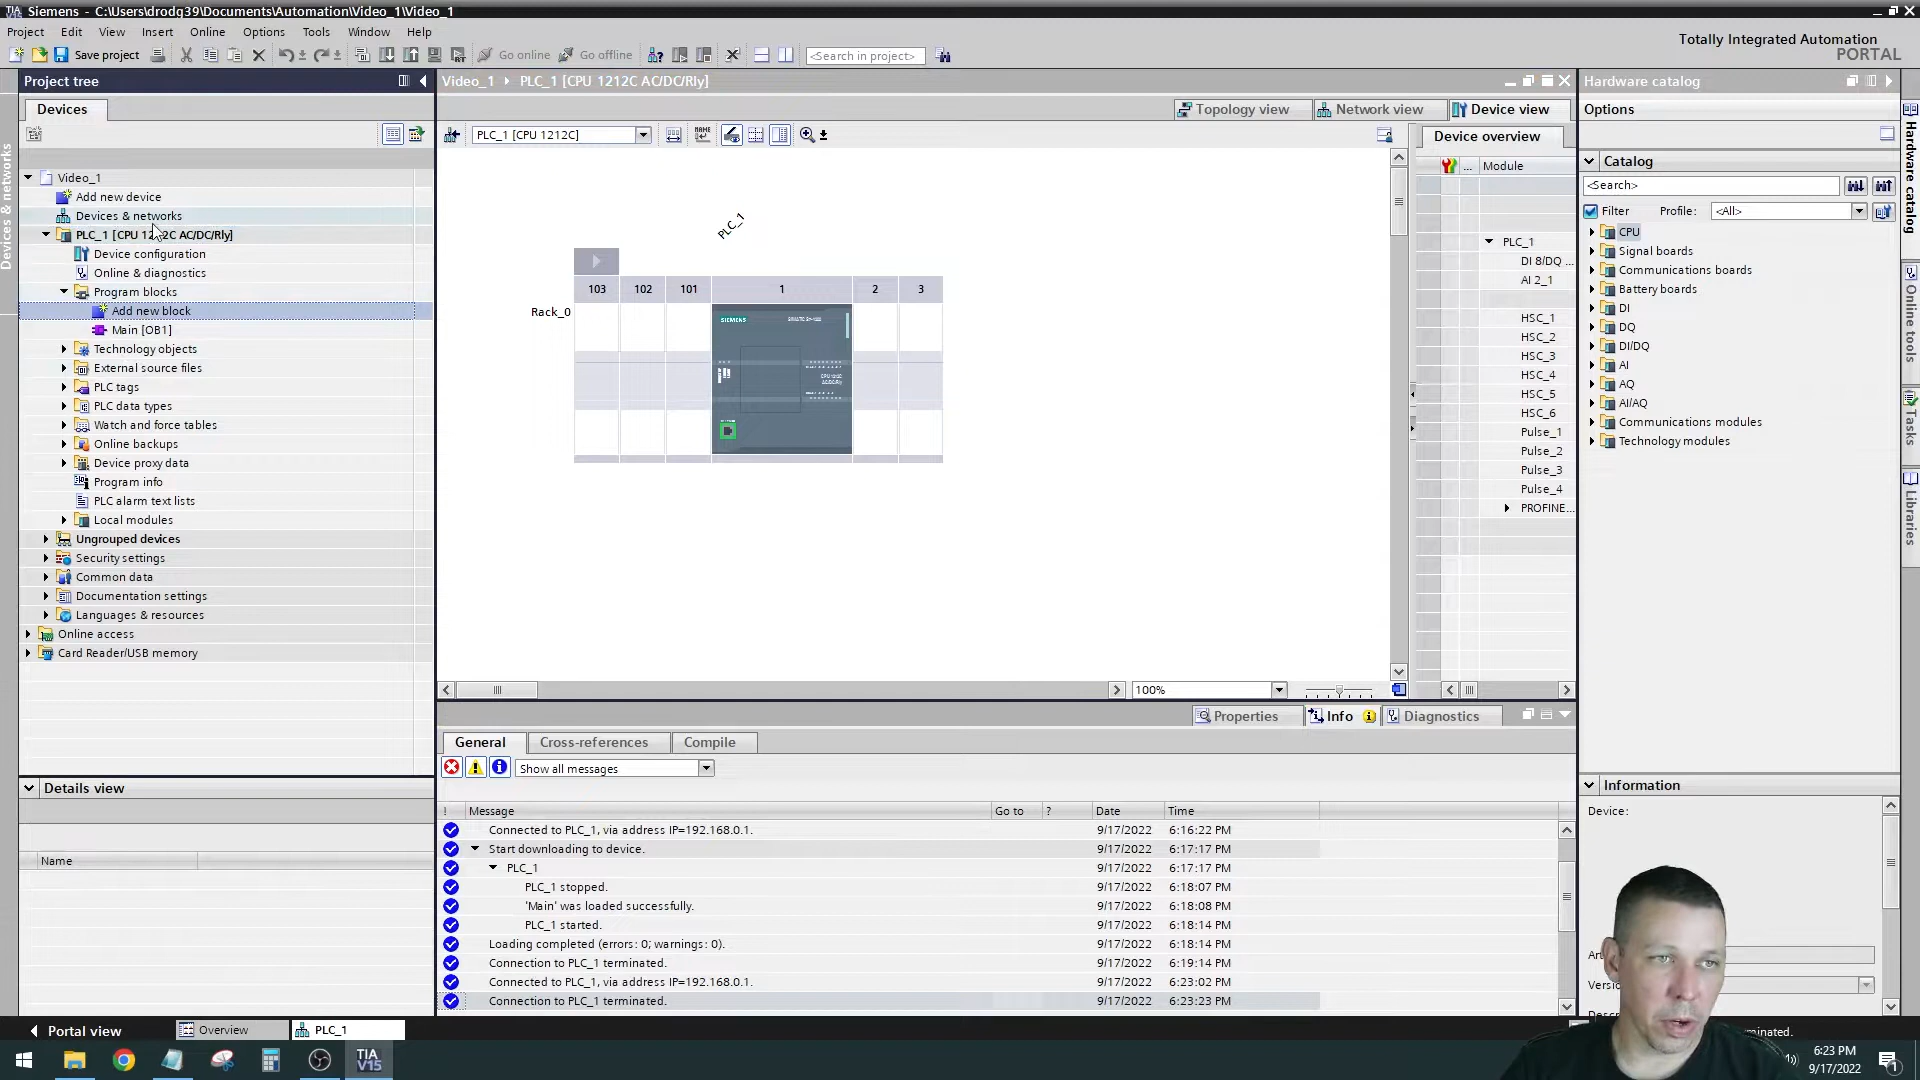 Siemens - C:\Users\drodg39\Documents\Automation\Video_1\Video_1
Project Edit View Insert Online Options Tools Window Help
Totally Integrated Automation
PORTAL
Save project
Go online
Go offline
<Search in project>
Project tree
Devices
Devices & networks
Video_1
Add new device
Devices & networks
PLC_1 [CPU 1212C AC/DC/Rly]
Device configuration
Online & diagnostics
Program blocks
Add new block
Main [OB1]
Technology objects
External source files
PLC tags
PLC data types
Watch and force tables
Online backups
Device proxy data
Program info
PLC alarm text lists
Local modules
Ungrouped devices
Security settings
Common data
Documentation settings
Languages & resources
Online access
Card Reader/USB memory
Details view
Name
Video_1 PLC_1 [CPU 1212C AC/DC/Rly]
Topology view
Network view
Device view
PLC_1 [CPU 1212C]
PLC_1
103 102 101 1 2 3
Rack_0
SIEMENS
100%
Device overview
... Module
PLC_1
DI 8/DQ ...
AI 2_1
HSC_1
HSC_2
HSC_3
HSC_4
HSC_5
HSC_6
Pulse_1
Pulse_2
Pulse_3
Pulse_4
PROFINE...
Properties
Info
Diagnostics
General
Cross-references
Compile
Show all messages
! Message Go to ? Date Time
Connected to PLC_1, via address IP=192.168.0.1. 9/17/2022 6:16:22 PM
Start downloading to device. 9/17/2022 6:17:17 PM
PLC_1 9/17/2022 6:17:17 PM
PLC_1 stopped. 9/17/2022 6:18:07 PM
'Main' was loaded successfully. 9/17/2022 6:18:08 PM
PLC_1 started. 9/17/2022 6:18:14 PM
Loading completed (errors: 0; warnings: 0). 9/17/2022 6:18:14 PM
Connection to PLC_1 terminated. 9/17/2022 6:19:14 PM
Connected to PLC_1, via address IP=192.168.0.1. 9/17/2022 6:23:02 PM
Connection to PLC_1 terminated. 9/17/2022 6:23:23 PM
Hardware catalog
Options
Catalog
<Search>
Filter Profile: <All>
CPU
Signal boards
Communications boards
Battery boards
DI
DQ
DI/DQ
AI
AQ
AI/AQ
Communications modules
Technology modules
Information
Device:
Hardware catalog
Online tools
Tasks
Libraries
Portal view
Overview
PLC_1
TIA
V15
6:23 PM
9/17/2022